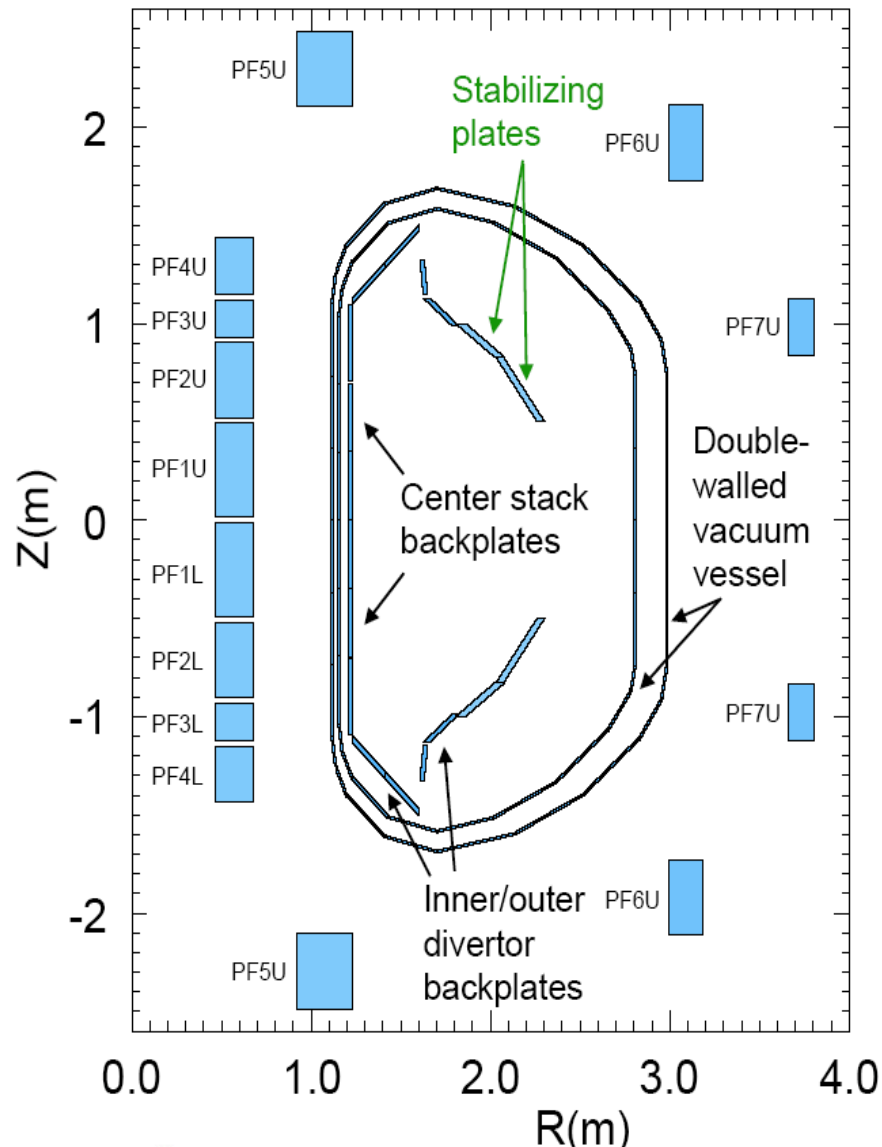 PF5U
Stabilizing
plates
PF6U
2
PF4U
PF3U
1
PF7U
PF2U
Double-
walled
vacuum
vessel
PF1U
Center stack
backplates
Z(m)
0
PF1L
PF2L
PF3L
-1
PF7U
PF4L
Inner/outer
divertor
backplates
PF6U
-2
PF5U
0.0 1.0 2.0 3.0 4.0
R(m)